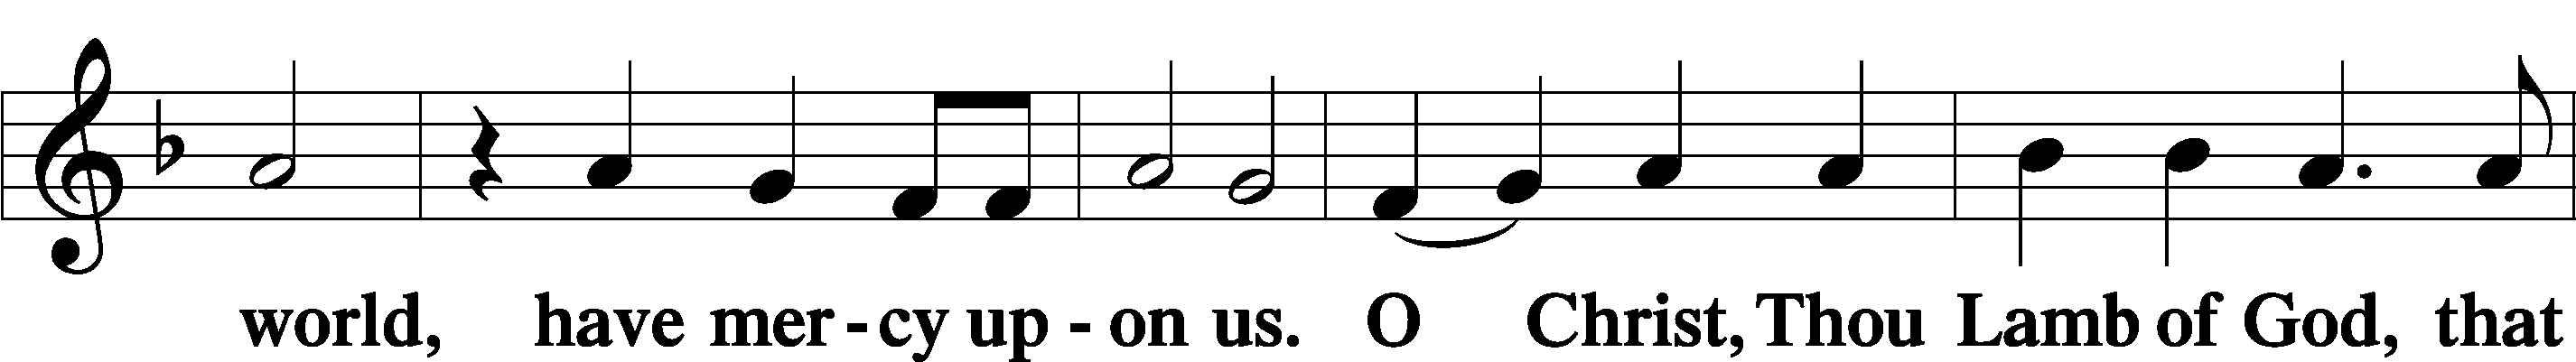 world, have mer - cy up - on us. O Christ, Thou Lamb of God, that